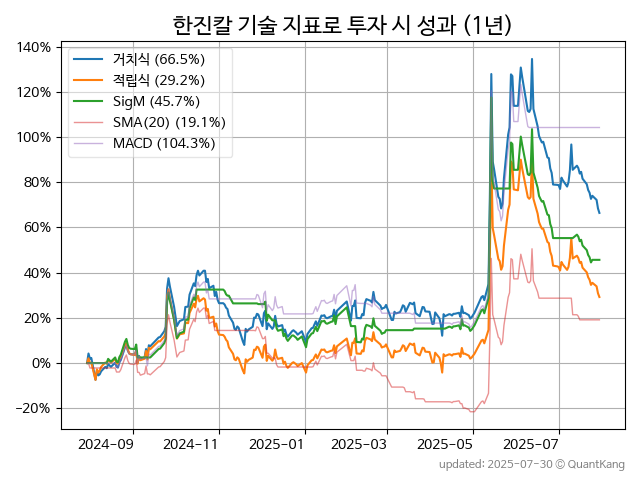 한진칼 기술 지표로 투자 시 성과 (1년)
거치식 (66.5%)
적립식 (29.2%)
SigM (45.7%)
SMA(20) (19.1%)
MACD (104.3%)
140%
120%
100%
80%
60%
40%
20%
0%
−20%
2024-09 2024-11 2025-01 2025-03 2025-05 2025-07
updated: 2025-07-30 ⓒ QuantKang